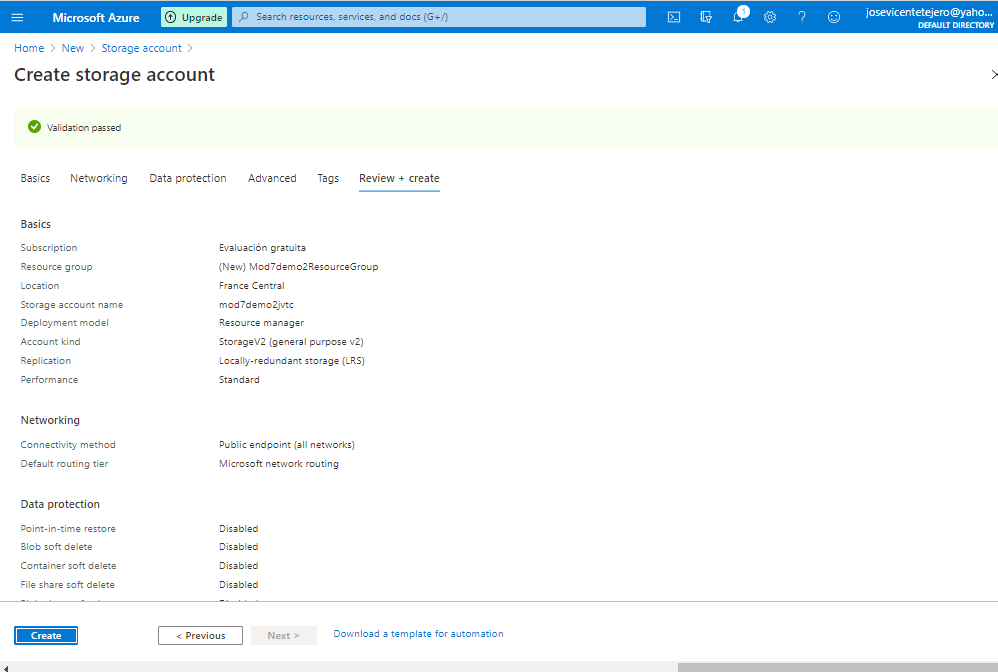 Microsoft Azure Upgrade Search resources, services, and docs (G+/) 1 josevicentetejero@yaho...
DEFAULT DIRECTORY
Home > New > Storage account >
Create storage account
Validation passed
Basics Networking Data protection Advanced Tags Review + create
Basics
Subscription Evaluación gratuita
Resource group (New) Mod7demo2ResourceGroup
Location France Central
Storage account name mod7demo2jvtc
Deployment model Resource manager
Account kind StorageV2 (general purpose v2)
Replication Locally-redundant storage (LRS)
Performance Standard
Networking
Connectivity method Public endpoint (all networks)
Default routing tier Microsoft network routing
Data protection
Point-in-time restore Disabled
Blob soft delete Disabled
Container soft delete Disabled
File share soft delete Disabled
Create < Previous Next > Download a template for automation